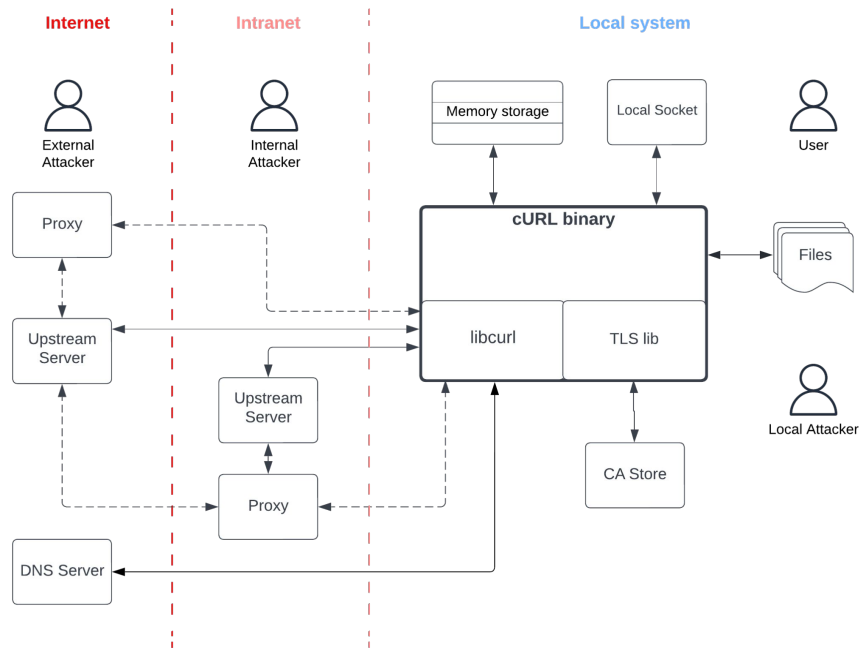 Internet
Intranet
Local system
External
Attacker
Internal
Attacker
Memory storage
Local Socket
User
Proxy
cURL binary
Files
Upstream
Server
libcurl
TLS lib
Upstream
Server
Local Attacker
CA Store
Proxy
DNS Server